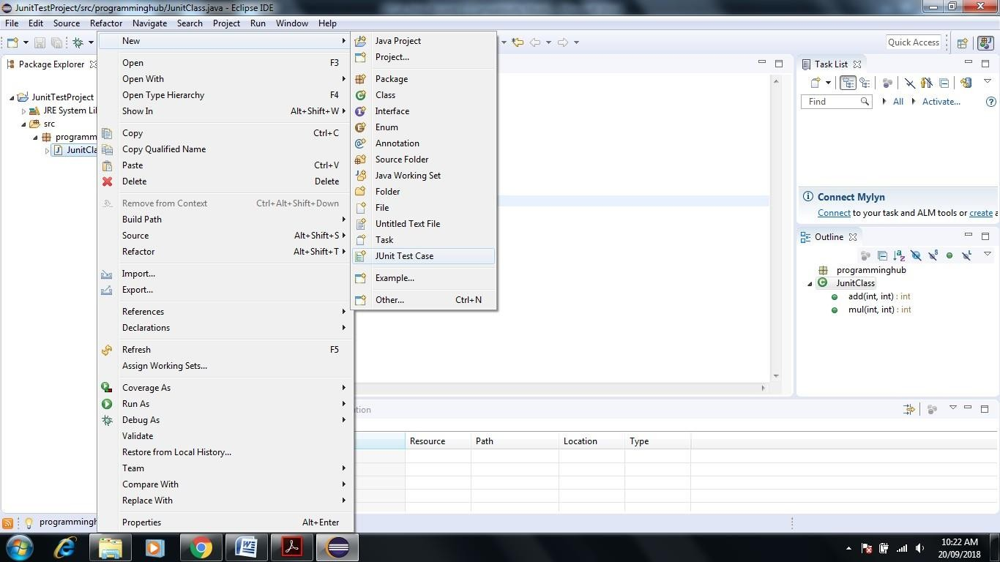 JunitTestProject/src/programminghub/JunitClass.java - Eclipse IDE
File Edit Source Refactor Navigate Search Project Run Window Help
Quick Access
Package Explorer
JunitTestProject
JRE System Lil
src
programm
JunitCla
New
Open F3
Open With
Open Type Hierarchy F4
Show In Alt+Shift+W
Copy Ctrl+C
Copy Qualified Name
Paste Ctrl+V
Delete Delete
Remove from Context Ctrl+Alt+Shift+Down
Build Path
Source Alt+Shift+S
Refactor Alt+Shift+T
Import...
Export...
References
Declarations
Refresh F5
Assign Working Sets...
Coverage As
Run As
Debug As
Validate
Restore from Local History...
Team
Compare With
Replace With
Properties Alt+Enter
Java Project
Project...
Package
Class
Interface
Enum
Annotation
Source Folder
Java Working Set
Folder
File
Untitled Text File
Task
JUnit Test Case
Example...
Other... Ctrl+N
Task List
Find All Activate...
Connect Mylyn
Connect to your task and ALM tools or create a
Outline
programminghub
JunitClass
add(int, int) : int
mul(int, int) : int
tion
Resource Path Location Type
programmingh
10:22 AM
20/09/2018